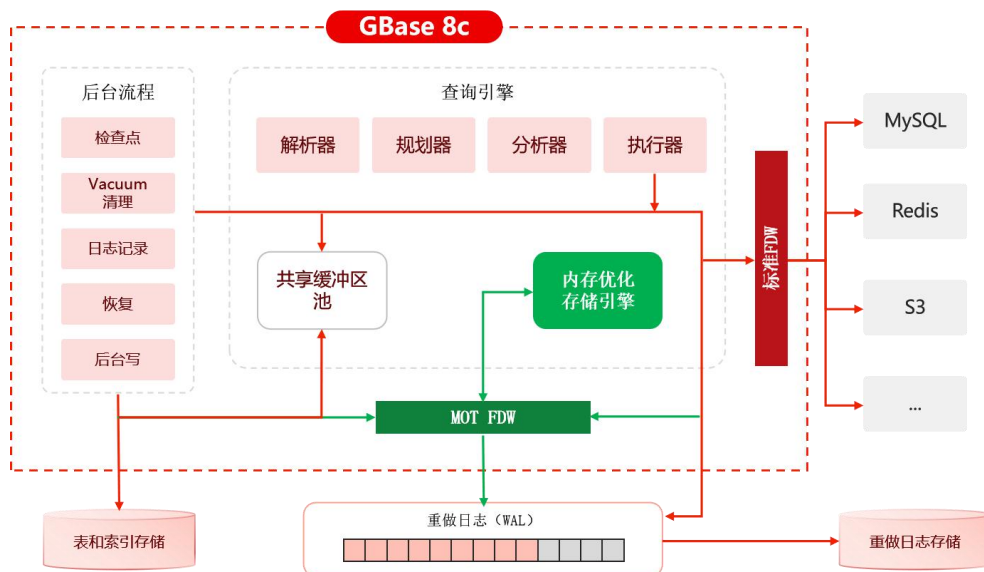 GBase 8c
后台流程
检查点
Vacuum
清理
日志记录
恢复
后台写
查询引擎
解析器
规划器
分析器
执行器
共享缓冲区
池
内存优化
存储引擎
MOT FDW
标准FDW
MySQL
Redis
S3
...
表和索引存储
重做日志（WAL）
重做日志存储